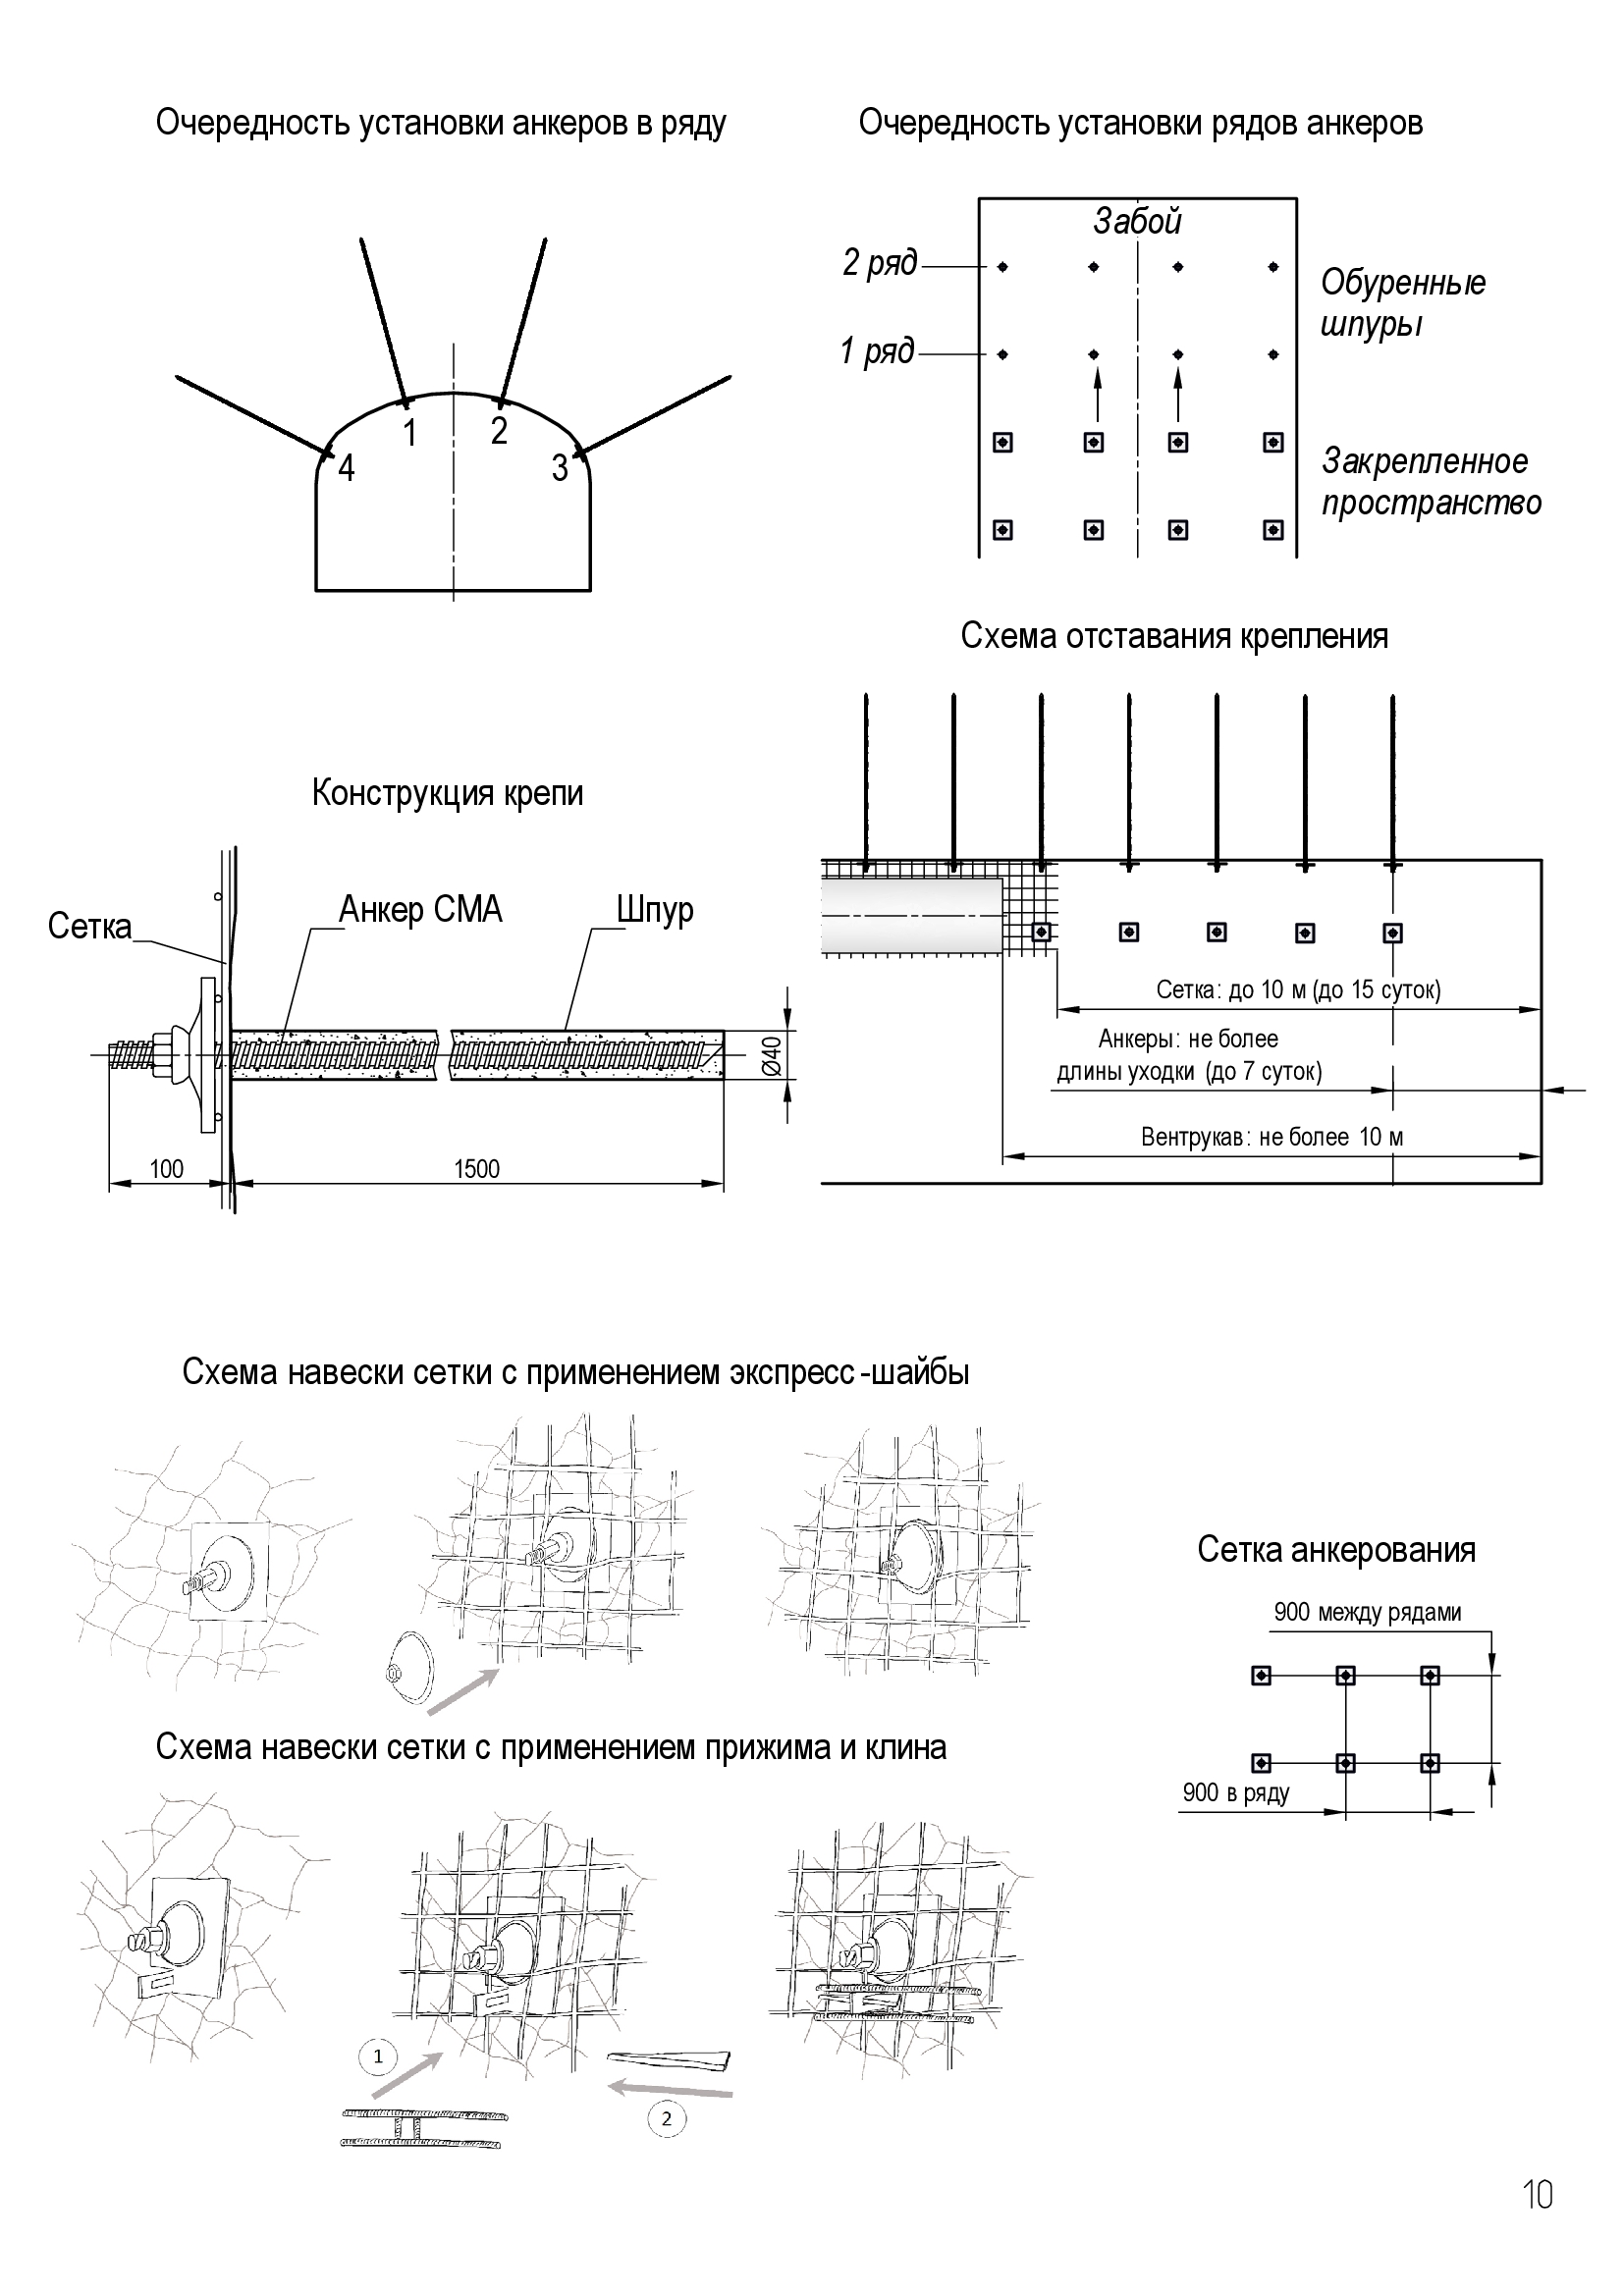 Очередность установки анкеров в ряду
1
2
3
4
Очередность установки рядов анкеров
Забой
2 ряд
1 ряд
Обуренные
шпуры
Закрепленное
пространство
Схема отставания крепления
Сетка: до 10 м (до 15 суток)
Анкеры: не более
длины уходки (до 7 суток)
Вентрукав: не более 10 м
Конструкция крепи
Сетка
Анкер СМА
Шпур
Ø40
100
1500
Схема навески сетки с применением экспресс-шайбы
Сетка анкерования
900 между рядами
900 в ряду
Схема навески сетки с применением прижима и клина
1
2
10